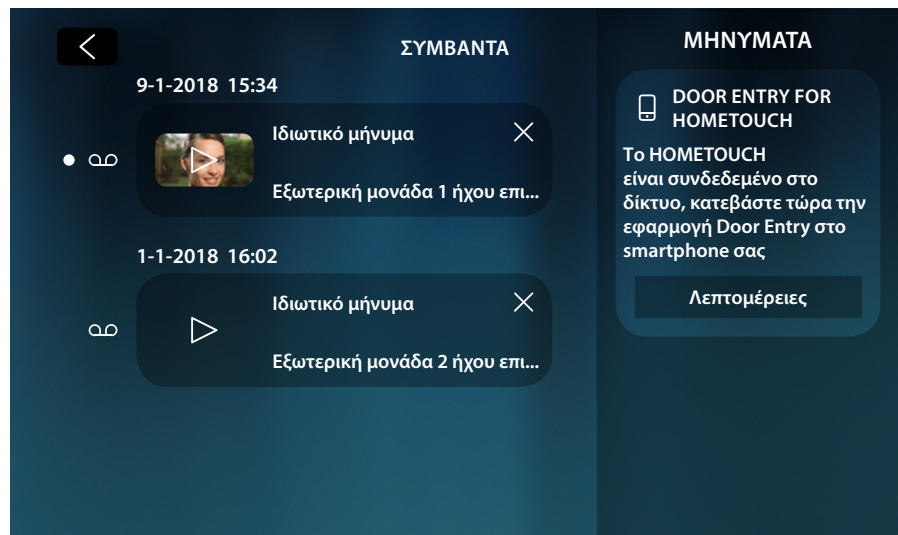 ΣΥΜΒΑΝΤΑ
9-1-2018 15:34
Ιδιωτικό μήνυμα
Εξωτερική μονάδα 1 ήχου επι...
1-1-2018 16:02
Ιδιωτικό μήνυμα
Εξωτερική μονάδα 2 ήχου επι...
ΜΗΝΥΜΑΤΑ
DOOR ENTRY FOR
HOMETOUCH
Το HOMETOUCH
είναι συνδεδεμένο στο
δίκτυο, κατεβάστε τώρα την
εφαρμογή Door Entry στο
smartphone σας
Λεπτομέρειες